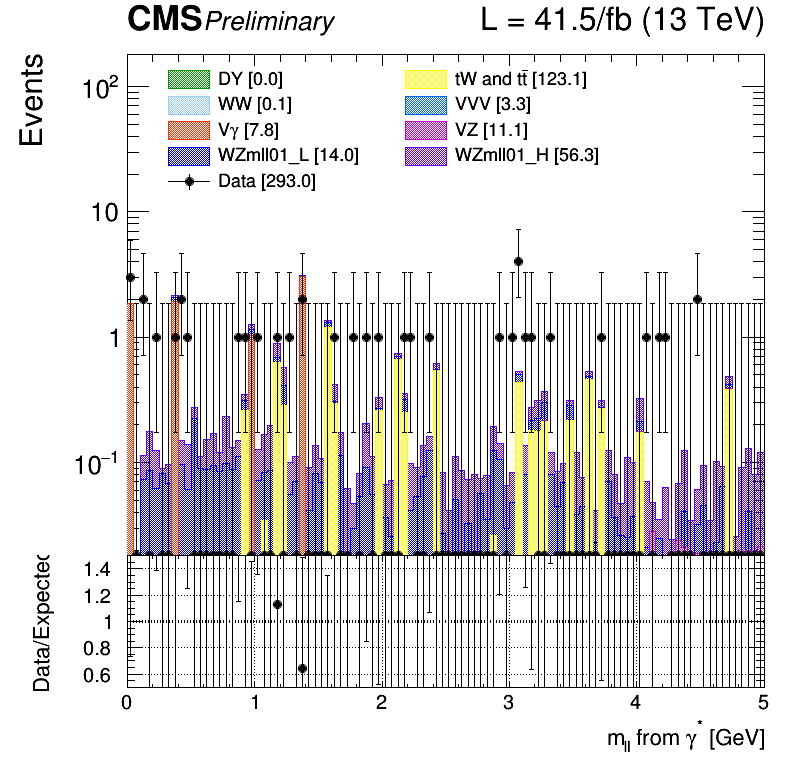 CMS Preliminary L = 41.5/fb (13 TeV)
Events
DY [0.0] tW and tt̄ [123.1]
WW [0.1] VVV [3.3]
Vγ [7.8] VZ [11.1]
WZmll01_L [14.0] WZmll01_H [56.3]
Data [293.0]
10²
10
1
10⁻¹
Data/Expected
1.4
1.2
1
0.8
0.6
0 1 2 3 4 5
m_ll from γ* [GeV]